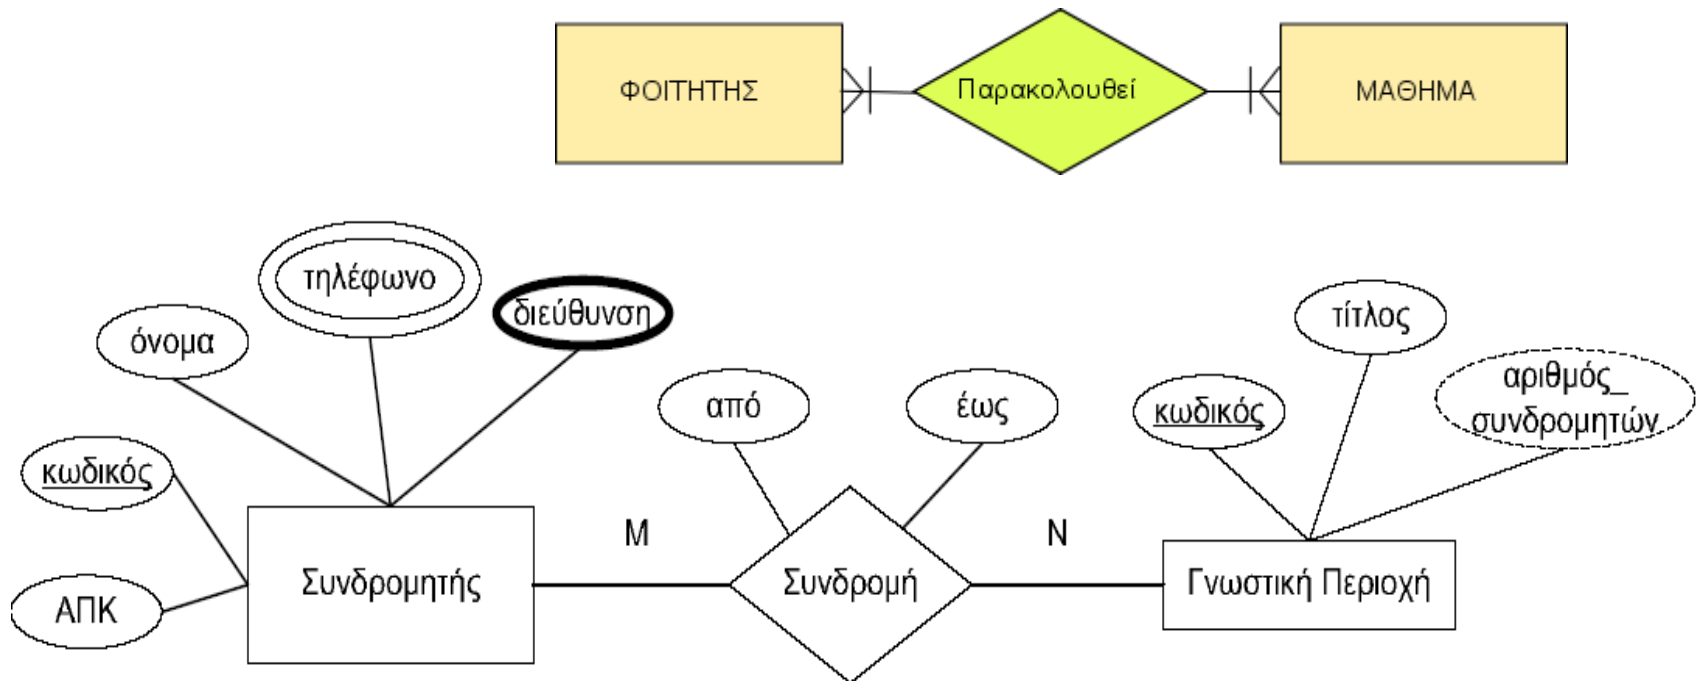 ΦΟΙΤΗΤΗΣ Παρακολουθεί ΜΑΘΗΜΑ
τηλέφωνο
διεύθυνση
όνομα
τίτλος
αριθμός_
συνδρομητών
από
έως
κωδικός
κωδικός
Μ
Ν
Συνδρομητής
Συνδρομή
Γνωστική Περιοχή
ΑΠΚ